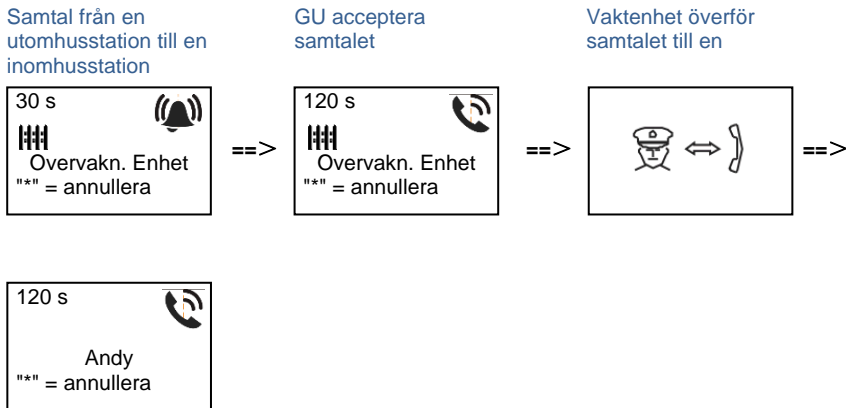 Samtal från en
utomhusstation till en
inomhusstation
GU acceptera
samtalet
Vaktenhet överför
samtalet till en
30 s
Overvakn. Enhet
"*" = annullera
==>
120 s
Overvakn. Enhet
"*" = annullera
==>
==>
120 s
Andy
"*" = annullera